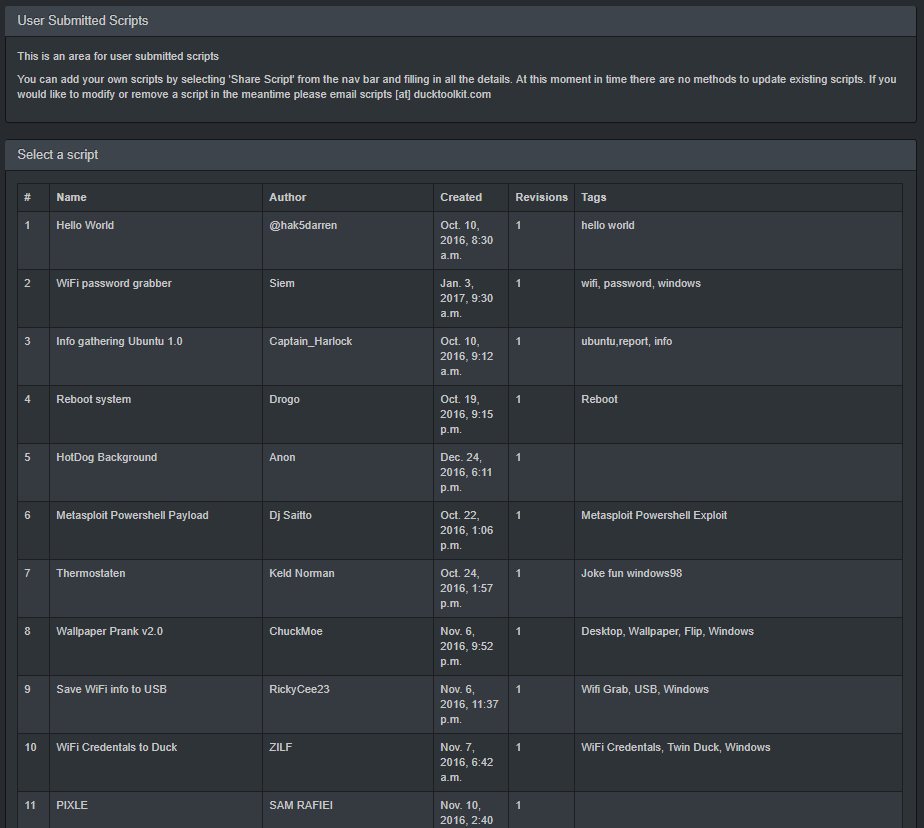 User Submitted Scripts
This is an area for user submitted scripts
You can add your own scripts by selecting 'Share Script' from the nav bar and filling in all the details. At this moment in time there are no methods to update existing scripts. If you
would like to modify or remove a script in the meantime please email scripts [at] ducktoolkit.com
Select a script
# Name Author Created Revisions Tags
1 Hello World @hak5darren Oct. 10, 1 hello world
2016, 8:30
a.m.
2 WiFi password grabber Siem Jan. 3, 1 wifi, password, windows
2017, 9:30
a.m.
3 Info gathering Ubuntu 1.0 Captain_Harlock Oct. 10, 1 ubuntu,report, info
2016, 9:12
a.m.
4 Reboot system Drogo Oct. 19, 1 Reboot
2016, 9:15
p.m.
5 HotDog Background Anon Dec. 24, 1
2016, 6:11
p.m.
6 Metasploit Powershell Payload Dj Saitto Oct. 22, 1 Metasploit Powershell Exploit
2016, 1:06
p.m.
7 Thermostaten Keld Norman Oct. 24, 1 Joke fun windows98
2016, 1:57
p.m.
8 Wallpaper Prank v2.0 ChuckMoe Nov. 6, 1 Desktop, Wallpaper, Flip, Windows
2016, 9:52
p.m.
9 Save WiFi info to USB RickyCee23 Nov. 6, 1 Wifi Grab, USB, Windows
2016, 11:37
p.m.
10 WiFi Credentals to Duck ZILF Nov. 7, 1 WiFi Credentals, Twin Duck, Windows
2016, 6:42
a.m.
11 PIXLE SAM RAFIEI Nov. 10, 1
2016, 2:40